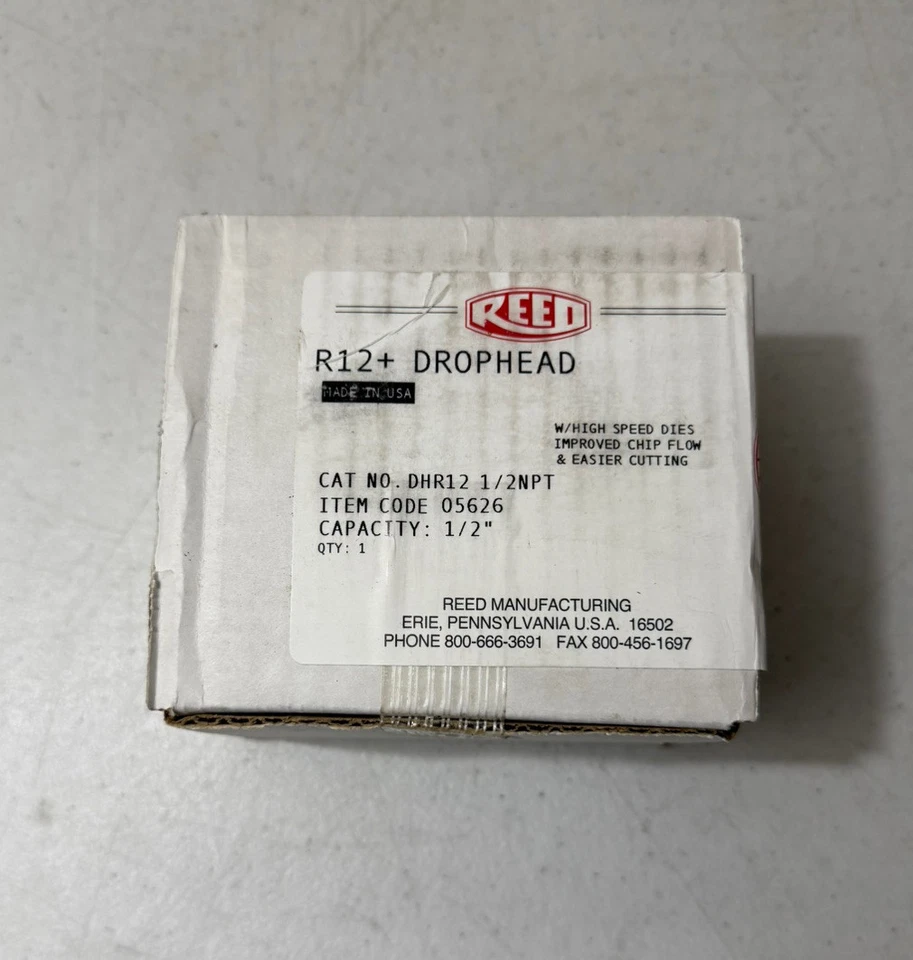 REED
R12+ DROPHEAD
MADE IN USA
W/HIGH SPEED DIES
IMPROVED CHIP FLOW
& EASIER CUTTING
CAT NO. DHR12 1/2NPT
ITEM CODE 05626
CAPACITY: 1/2"
QTY: 1
REED MANUFACTURING
ERIE, PENNSYLVANIA U.S.A. 16502
PHONE 800-666-3691 FAX 800-456-1697